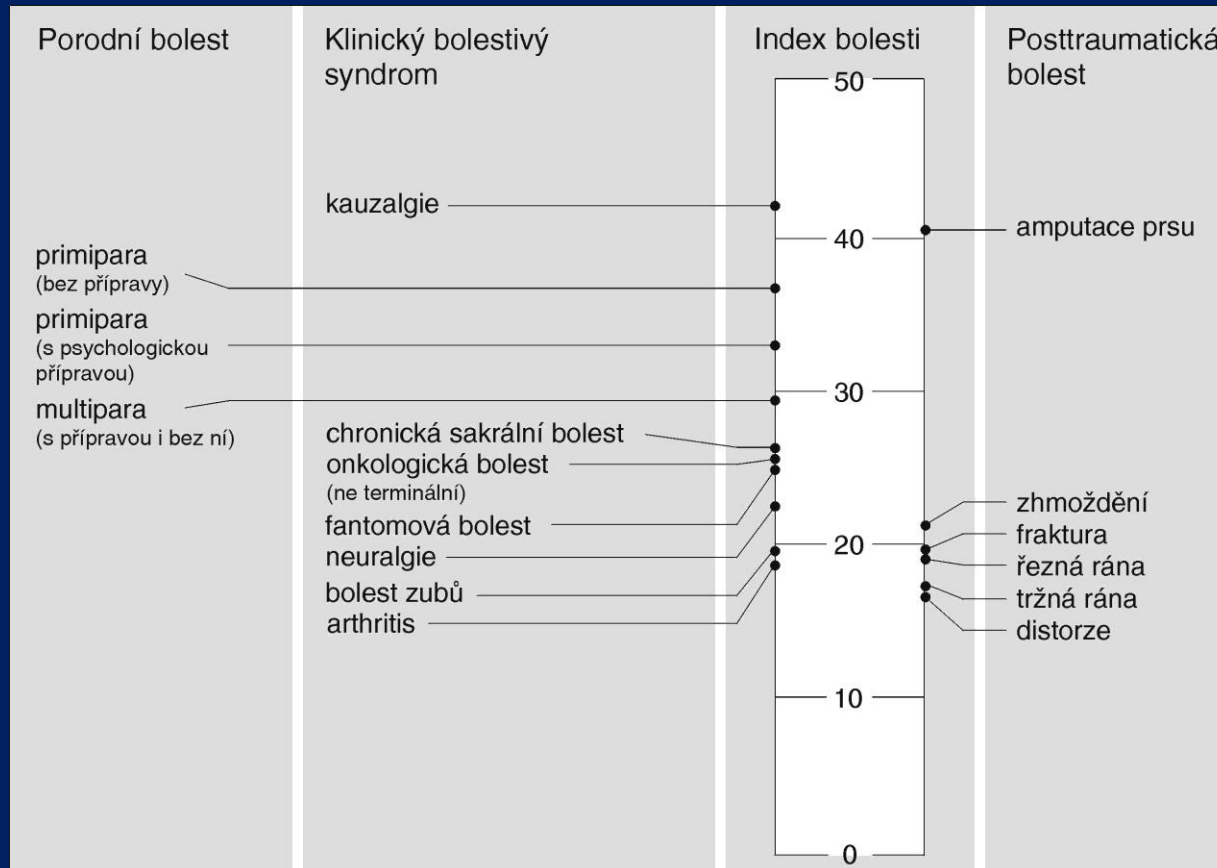 Porodní bolest
primipara
(bez přípravy)
primipara
(s psychologickou
přípravou)
multipara
(s přípravou i bez ní)
Klinický bolestivý
syndrom
kauzalgie
chronická sakrální bolest
onkologická bolest
(ne terminální)
fantomová bolest
neuralgie
bolest zubů
arthritis
Index bolesti
50
40
30
20
10
0
Posttraumatická
bolest
amputace prsu
zhmoždění
fraktura
řezná rána
tržná rána
distorze